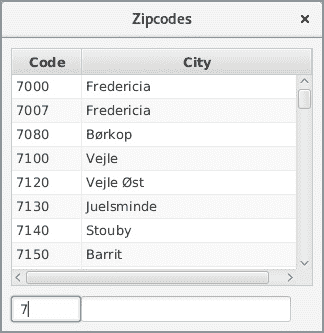 Zipcodes ×
Code City
7000 Fredericia
7007 Fredericia
7080 Børkop
7100 Vejle
7120 Vejle Øst
7130 Juelsminde
7140 Stouby
7150 Barrit
7